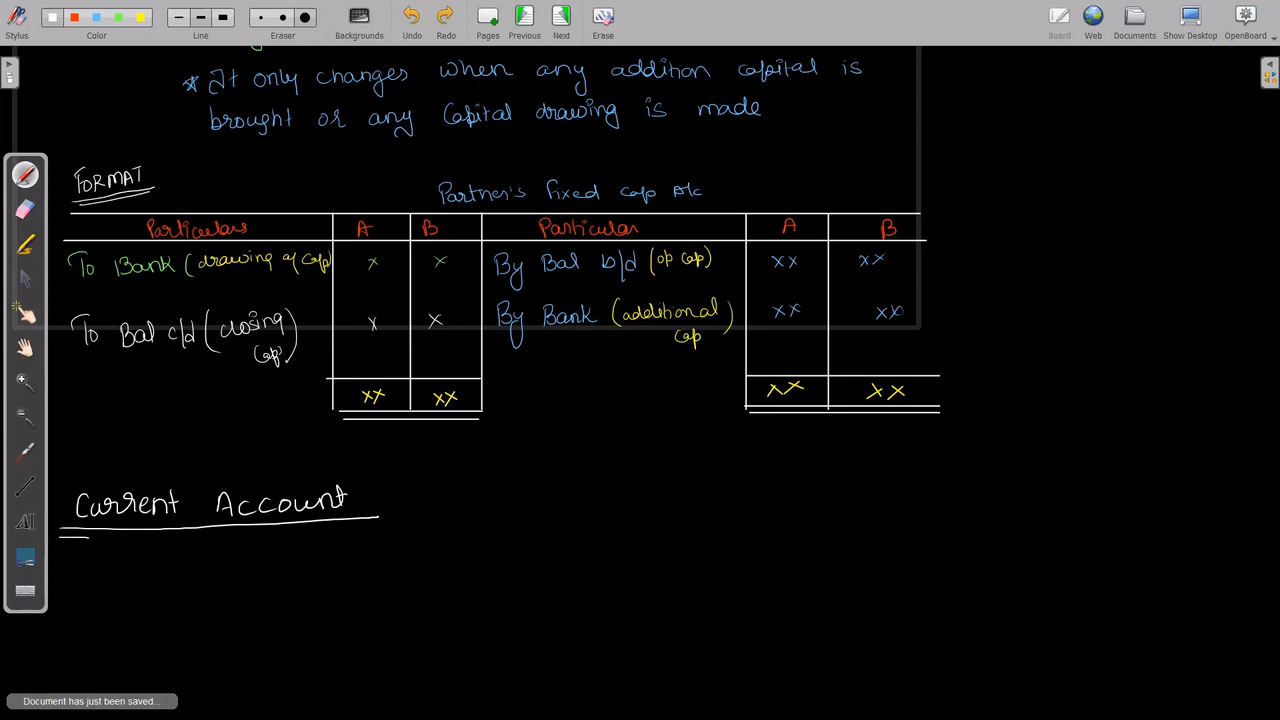 Stylus Color Line Eraser Backgrounds Undo Redo Pages Previous Next Erase Board Web Documents Show Desktop OpenBoard
* It only changes when any addition capital is
brought or any Capital drawing is made
FORMAT
Partner's fixed cap A/c
Particulars A B Particular A B
To Bank (drawing of cap) x x By Bal b/d (op cap) xx xx
To Bal c/d (closing cap) x x By Bank (additional cap) xx xx
xx xx xx xx
Current Account
Document has just been saved...